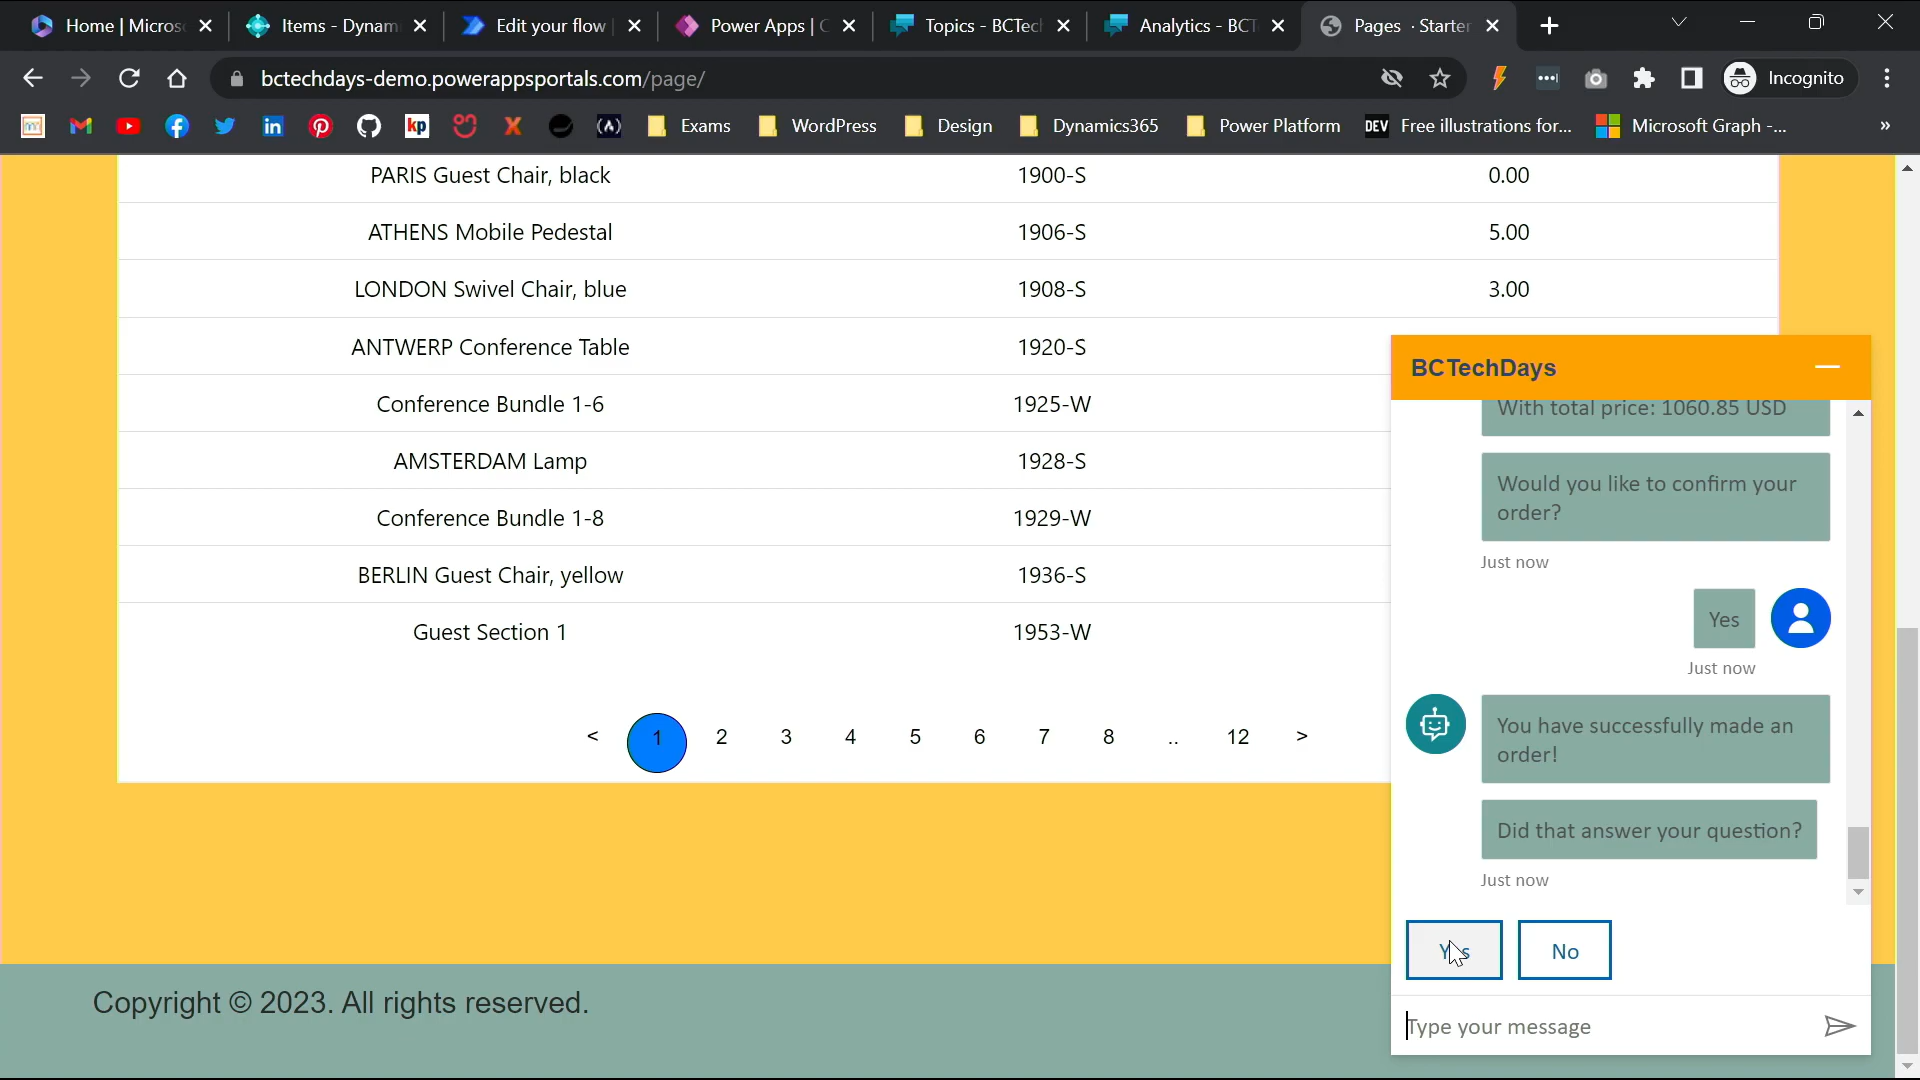 Home | Micros
Items - Dynam
Edit your flow
Power Apps | C
Topics - BCTech
Analytics - BCT
Pages · Starter
bctechdays-demo.powerappsportals.com/page/
Incognito
kp
Exams
WordPress
Design
Dynamics365
Power Platform
DEV
Free illustrations for...
Microsoft Graph -...
»
PARIS Guest Chair, black 1900-S 0.00
ATHENS Mobile Pedestal 1906-S 5.00
LONDON Swivel Chair, blue 1908-S 3.00
ANTWERP Conference Table 1920-S
Conference Bundle 1-6 1925-W
AMSTERDAM Lamp 1928-S
Conference Bundle 1-8 1929-W
BERLIN Guest Chair, yellow 1936-S
Guest Section 1 1953-W
< 1 2 3 4 5 6 7 8 .. 12 >
Copyright © 2023. All rights reserved.
BCTechDays
With total price: 1060.85 USD
Would you like to confirm your
order?
Just now
Yes
Just now
You have successfully made an
order!
Did that answer your question?
Just now
Yes
No
Type your message